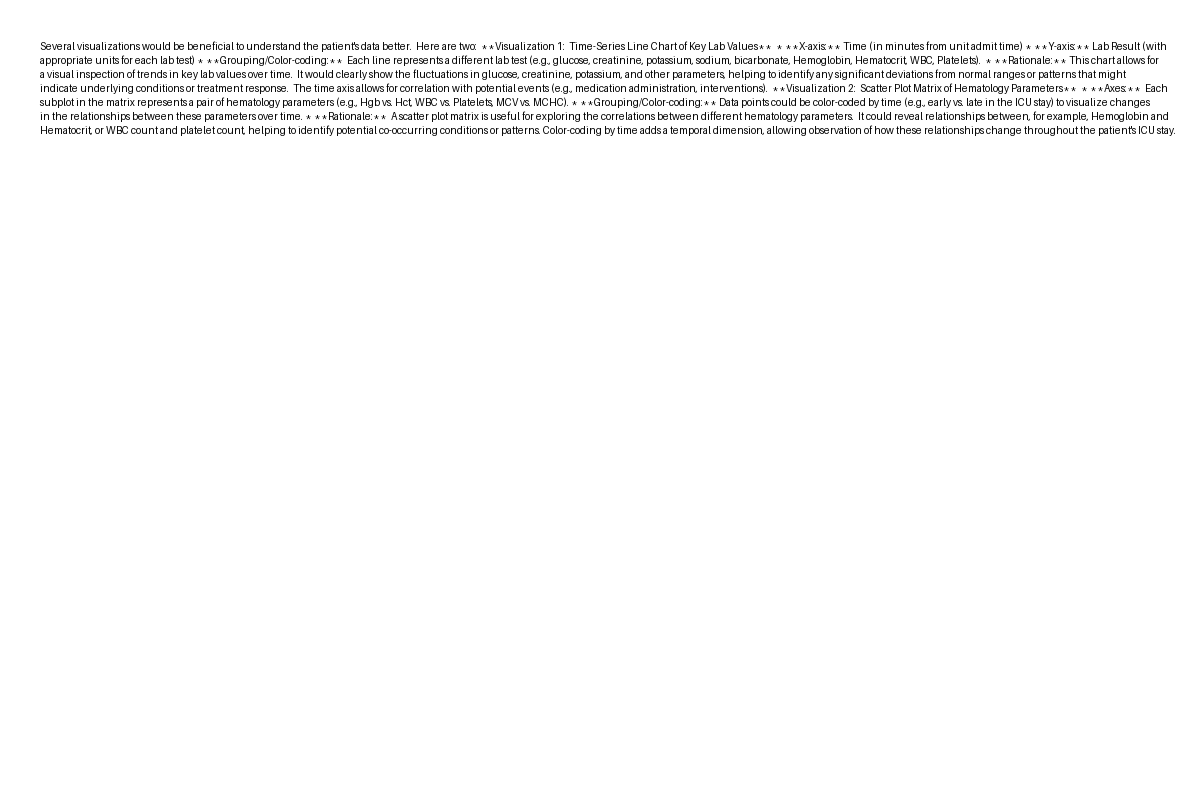 Several visualizations would be beneficial to understand the patient's data better.  Here are two:  **Visualization 1:  Time-Series Line Chart of Key Lab Values**  * **X-axis:** Time (in minutes from unit admit time) * **Y-axis:** Lab Result (with
appropriate units for each lab test) * **Grouping/Color-coding:**  Each line represents a different lab test (e.g., glucose, creatinine, potassium, sodium, bicarbonate, Hemoglobin, Hematocrit, WBC, Platelets).  * **Rationale:** This chart allows for
a visual inspection of trends in key lab values over time.  It would clearly show the fluctuations in glucose, creatinine, potassium, and other parameters, helping to identify any significant deviations from normal ranges or patterns that might
indicate underlying conditions or treatment response.  The time axis allows for correlation with potential events (e.g., medication administration, interventions).  **Visualization 2:  Scatter Plot Matrix of Hematology Parameters**  * **Axes:**  Each
subplot in the matrix represents a pair of hematology parameters (e.g., Hgb vs. Hct, WBC vs. Platelets, MCV vs. MCHC).  * **Grouping/Color-coding:** Data points could be color-coded by time (e.g., early vs. late in the ICU stay) to visualize changes
in the relationships between these parameters over time. * **Rationale:**  A scatter plot matrix is useful for exploring the correlations between different hematology parameters.  It could reveal relationships between, for example, Hemoglobin and
Hematocrit, or WBC count and platelet count, helping to identify potential co-occurring conditions or patterns. Color-coding by time adds a temporal dimension, allowing observation of how these relationships change throughout the patient's ICU stay.